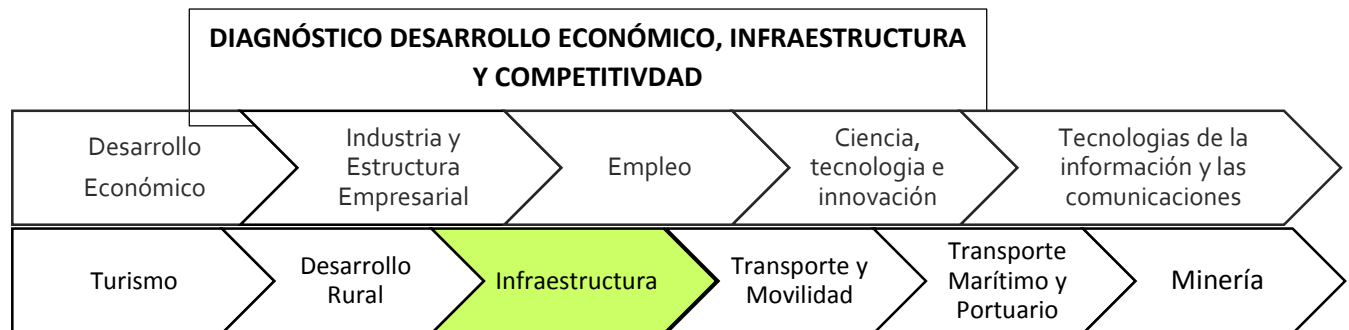 DIAGNÓSTICO DESARROLLO ECONÓMICO, INFRAESTRUCTURA
Y COMPETITIVDAD
Desarrollo
Económico
Industria y
Estructura
Empresarial
Empleo
Ciencia,
tecnologia e
innovación
Tecnologias de la
información y las
comunicaciones
Turismo
Desarrollo
Rural
Infraestructura
Transporte y
Movilidad
Transporte
Marítimo y
Portuario
Minería